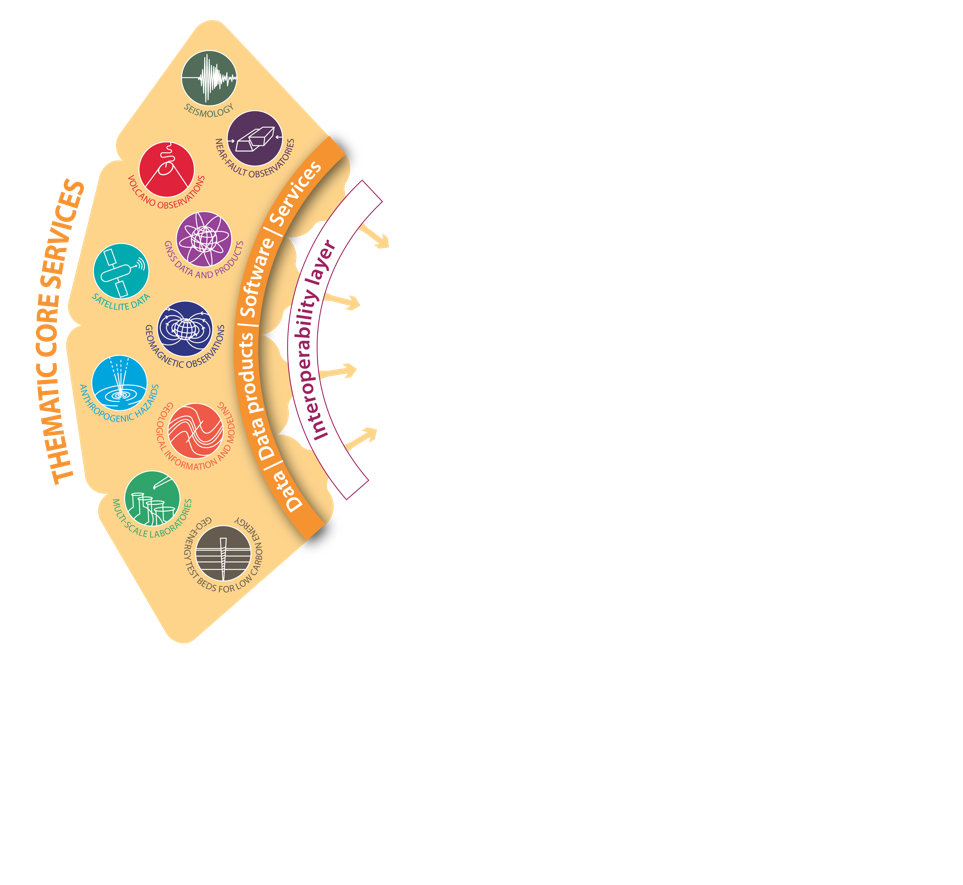 THEMATIC CORE SERVICES
SEISMOLOGY
NEAR-FAULT OBSERVATORIES
VOLCANO OBSERVATIONS
GNSS DATA AND PRODUCTS
SATELLITE DATA
GEOMAGNETIC OBSERVATIONS
ANTHROPOGENIC HAZARDS
GEOLOGICAL INFORMATION AND MODELING
MULTI-SCALE LABORATORIES
GEO-ENERGY TEST BEDS FOR LOW CARBON ENERGY
Data | Data products | Software | Services
Interoperability layer